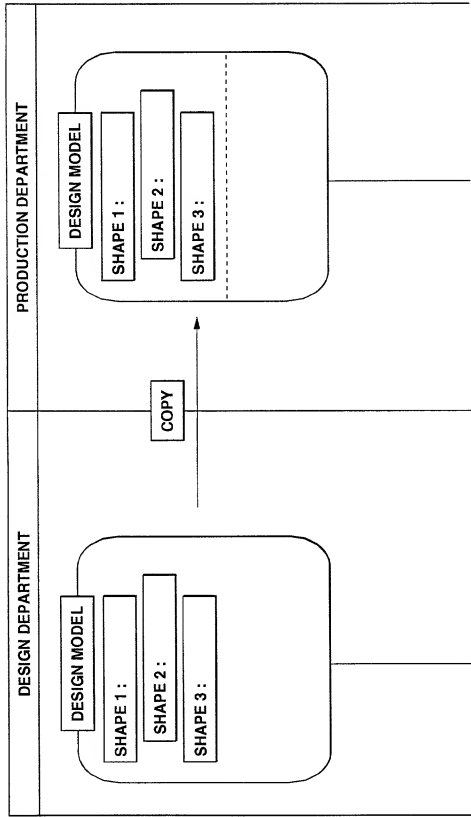 DESIGN DEPARTMENT
PRODUCTION DEPARTMENT
DESIGN MODEL
SHAPE 1 :
SHAPE 2 :
SHAPE 3 :
COPY
DESIGN MODEL
SHAPE 1 :
SHAPE 2 :
SHAPE 3 :